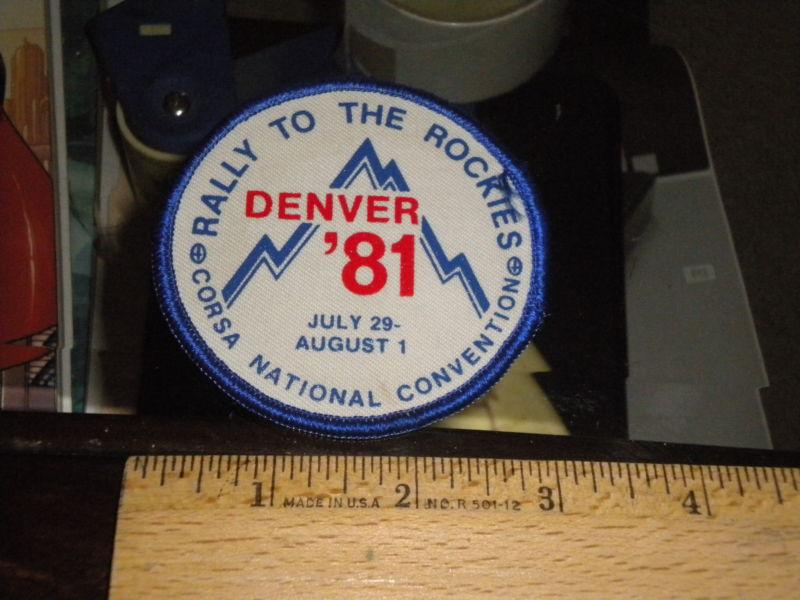 RALLY TO THE ROCKIES
DENVER
'81
JULY 29-
AUGUST 1
CORSA NATIONAL CONVENTION
1 2 3 4
MADE IN U.S.A NO. R 501-12